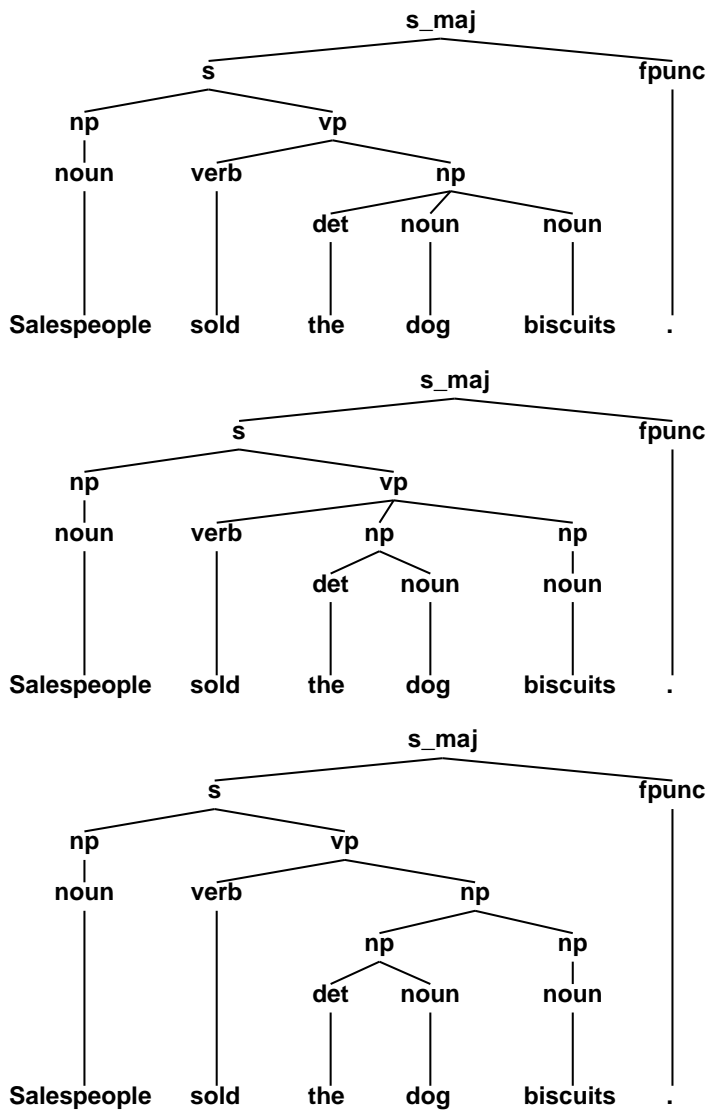 s_maj
s fpunc
np vp
noun verb np
det noun noun
Salespeople sold the dog biscuits .
s_maj
s fpunc
np vp
noun verb np np
det noun noun
Salespeople sold the dog biscuits .
s_maj
s fpunc
np vp
noun verb np
np np
det noun noun
Salespeople sold the dog biscuits .